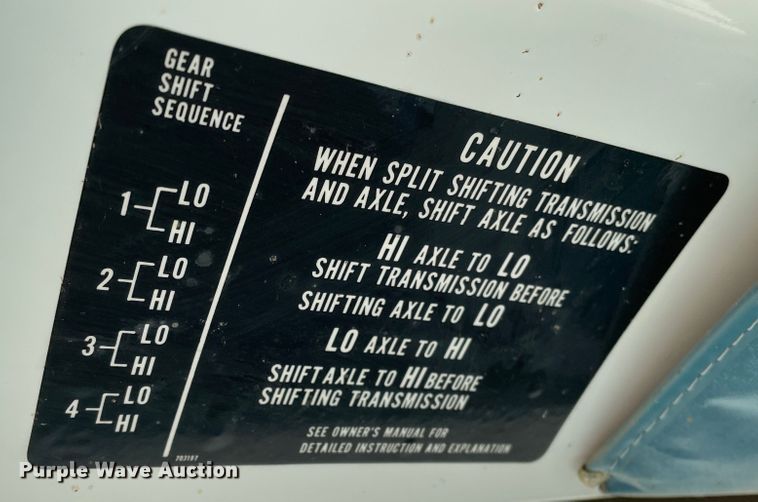 GEAR
SHIFT
SEQUENCE
1 LO
HI
2 LO
HI
3 LO
HI
4 LO
HI
CAUTION
WHEN SPLIT SHIFTING TRANSMISSION
AND AXLE, SHIFT AXLE AS FOLLOWS:
HI AXLE TO LO
SHIFT TRANSMISSION BEFORE
SHIFTING AXLE TO LO
LO AXLE TO HI
SHIFT AXLE TO HI BEFORE
SHIFTING TRANSMISSION
SEE OWNER'S MANUAL FOR
DETAILED INSTRUCTION AND EXPLANATION
Purple Wave Auction